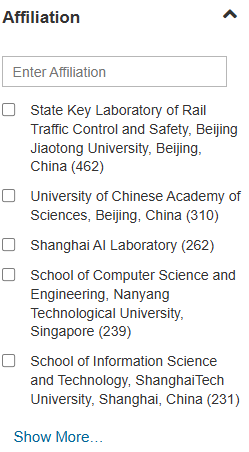 Affiliation
Enter Affiliation
State Key Laboratory of Rail
Traffic Control and Safety, Beijing
Jiaotong University, Beijing,
China (462)
University of Chinese Academy of
Sciences, Beijing, China (310)
Shanghai AI Laboratory (262)
School of Computer Science and
Engineering, Nanyang
Technological University,
Singapore (239)
School of Information Science
and Technology, ShanghaiTech
University, Shanghai, China (231)
Show More…